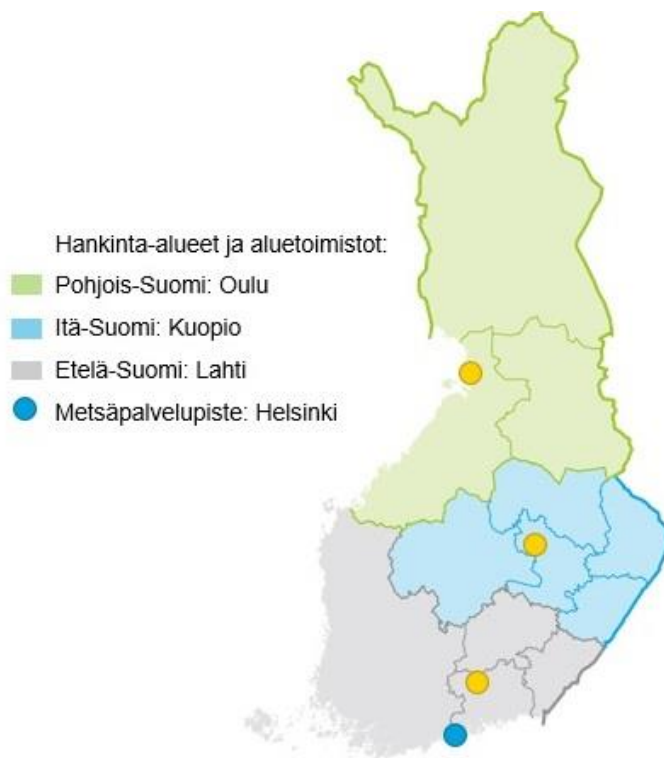 Hankinta-alueet ja aluetoimistot:
Pohjois-Suomi: Oulu
Itä-Suomi: Kuopio
Etelä-Suomi: Lahti
Metsäpalvelupiste: Helsinki